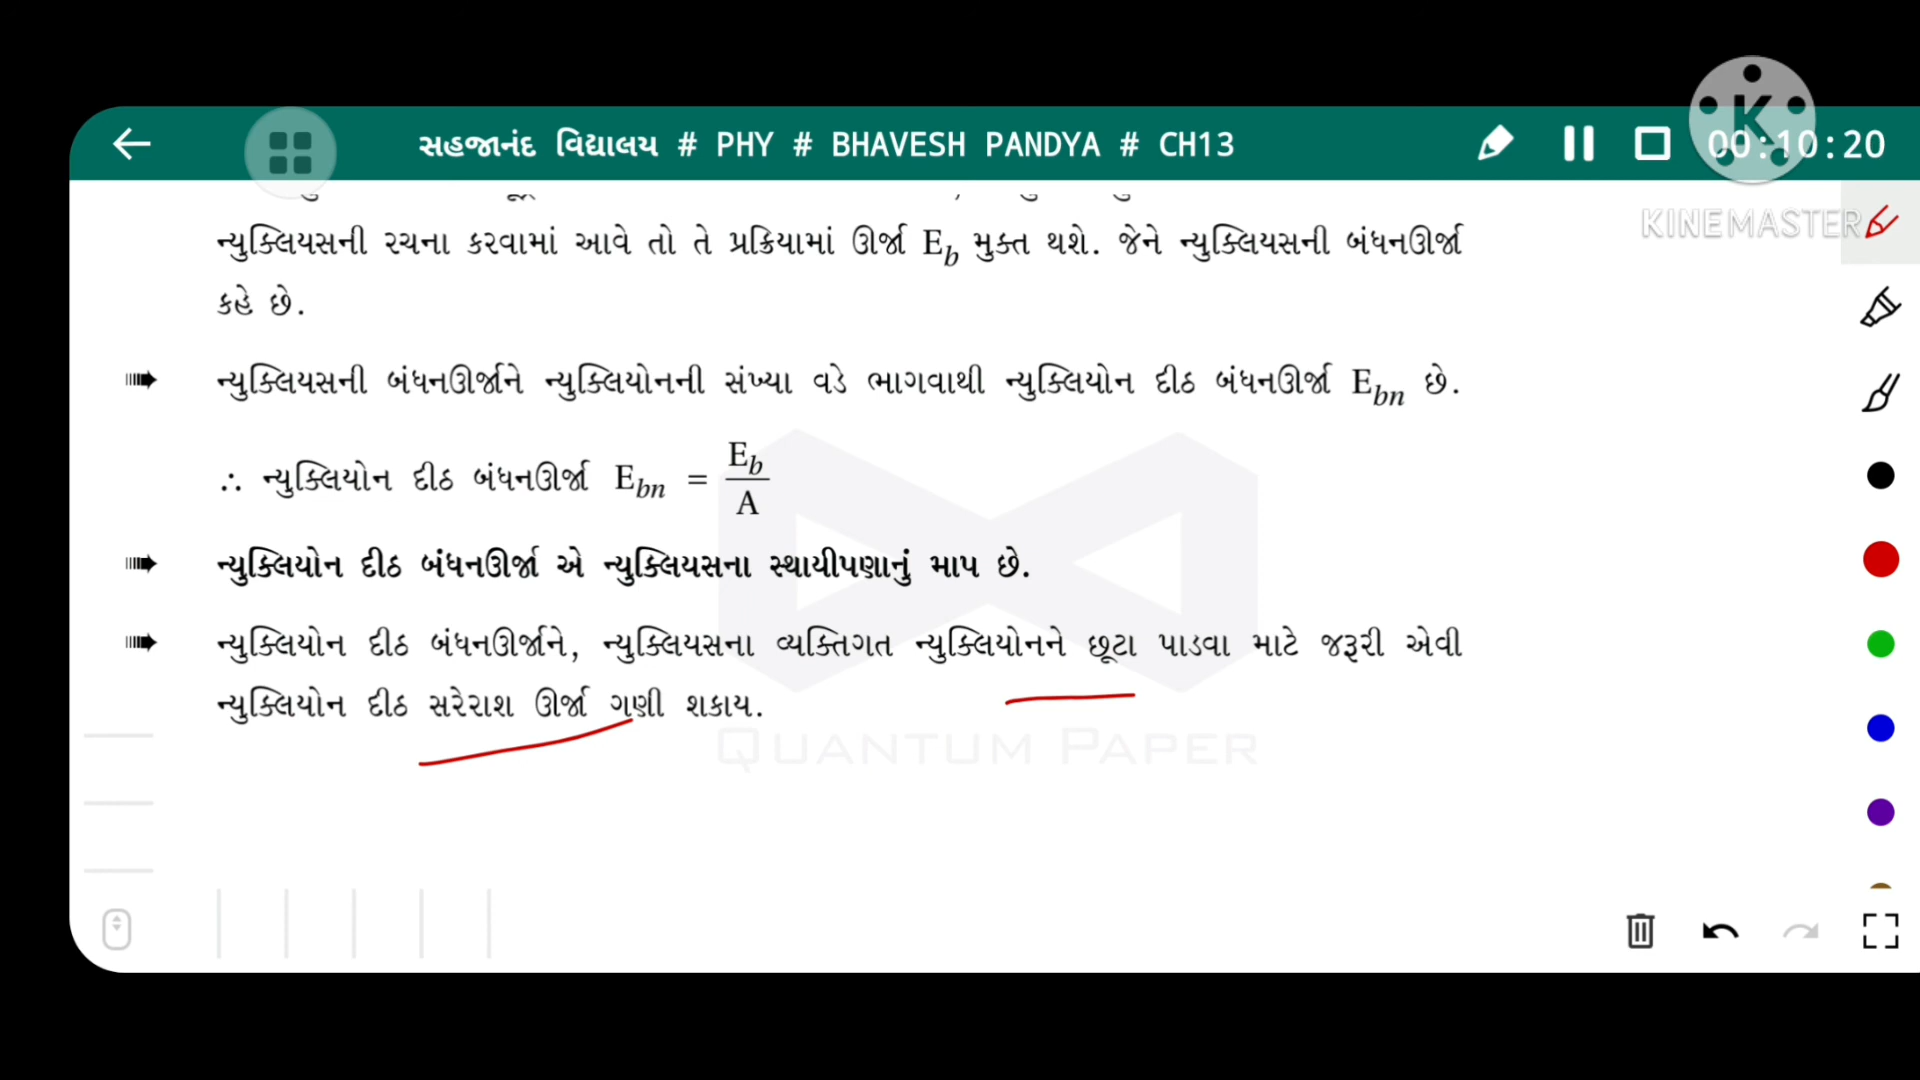 સહજાનંદ વિદ્યાલય # PHY # BHAVESH PANDYA # CH13
00:10:20
K
KINEMASTER
ન્યુક્લિયસની રચના કરવામાં આવે તો તે પ્રક્રિયામાં ઊર્જા E_b મુક્ત થશે. જેને ન્યુક્લિયસની બંધનઊર્જા
કહે છે.
➠ ન્યુક્લિયસની બંધનઊર્જાને ન્યુક્લિયોનની સંખ્યા વડે ભાગવાથી ન્યુક્લિયોન દીઠ બંધનઊર્જા E_bn છે.
∴ ન્યુક્લિયોન દીઠ બંધનઊર્જા E_bn = E_b / A
➠ ન્યુક્લિયોન દીઠ બંધનઊર્જા એ ન્યુક્લિયસના સ્થાયીપણાનું માપ છે.
➠ ન્યુક્લિયોન દીઠ બંધનઊર્જાને, ન્યુક્લિયસના વ્યક્તિગત ન્યુક્લિયોનને છૂટા પાડવા માટે જરૂરી એવી
ન્યુક્લિયોન દીઠ સરેરાશ ઊર્જા ગણી શકાય.
QUANTUM PAPER